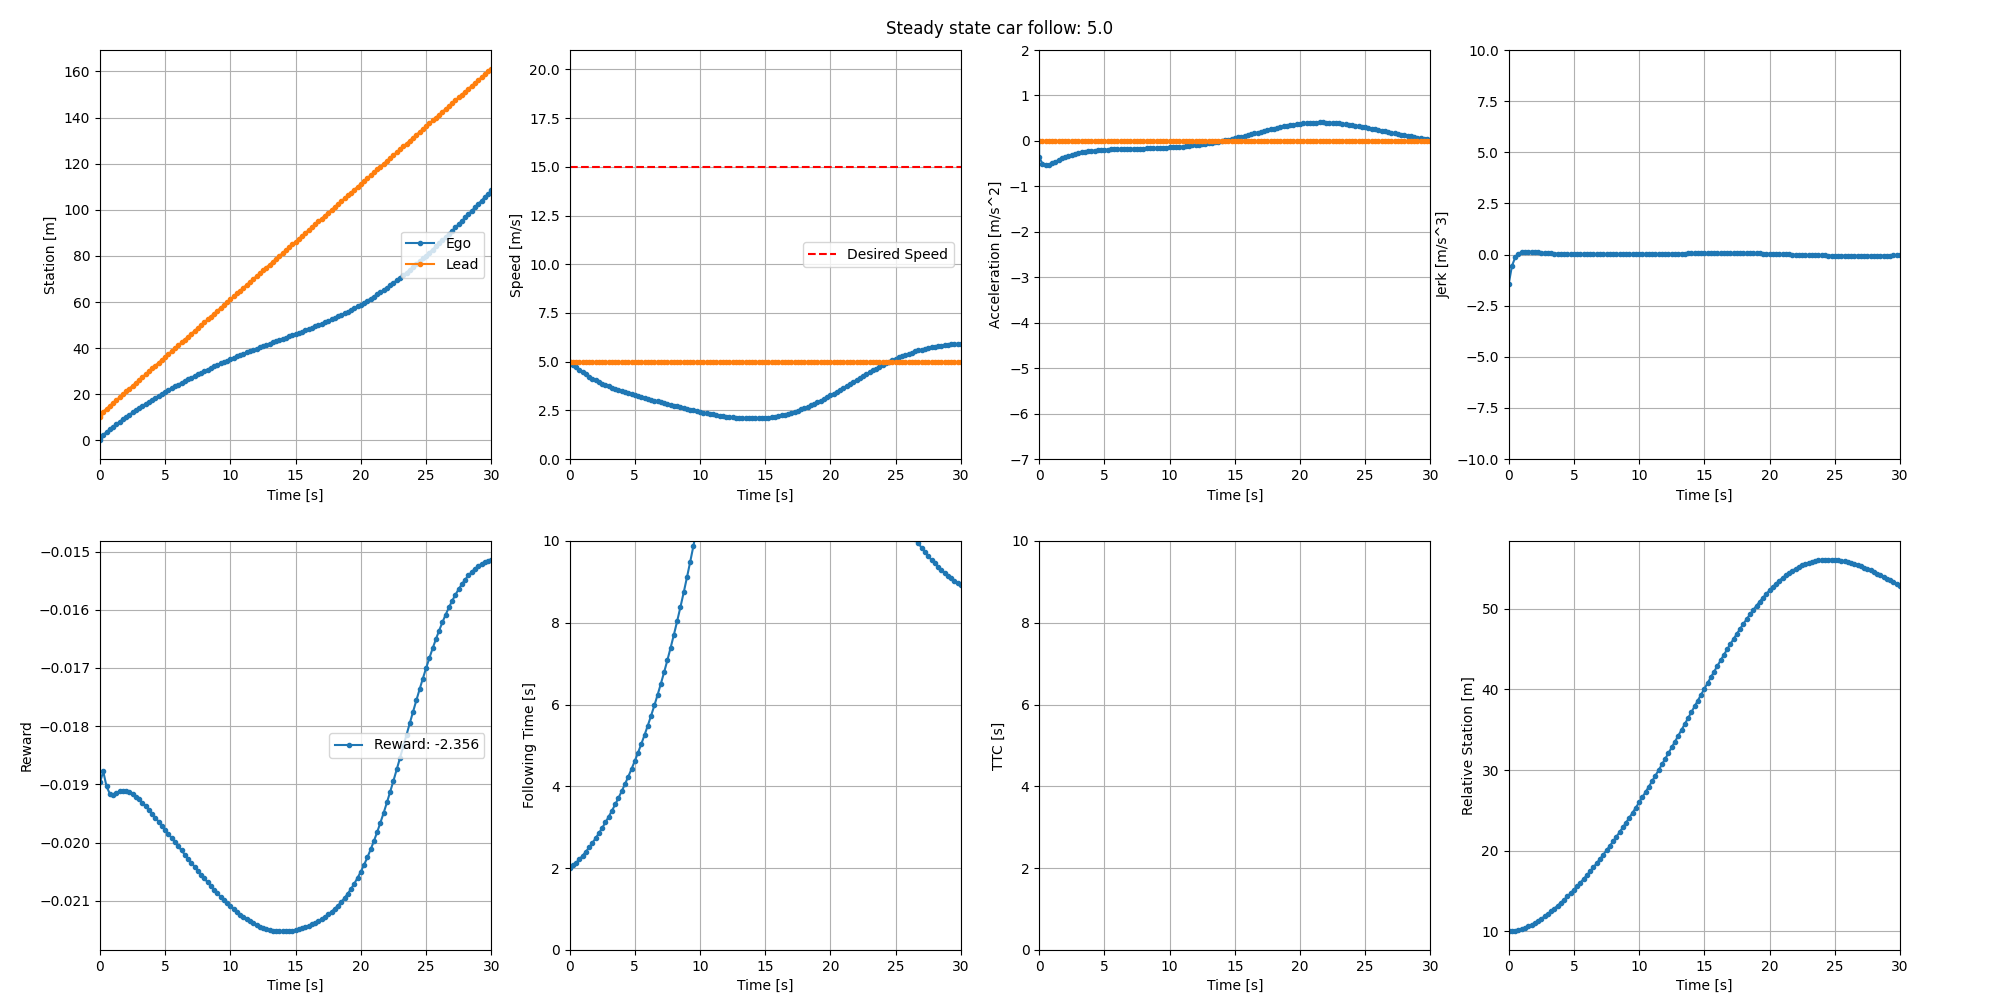 Steady state car follow: 5.0
Station [m]
160
140
120
100
80
60
40
20
0
0 5 10 15 20 25 30
Time [s]
Ego
Lead
Speed [m/s]
20.0
17.5
15.0
12.5
10.0
7.5
5.0
2.5
0.0
0 5 10 15 20 25 30
Time [s]
Desired Speed
Acceleration [m/s^2]
2
1
0
−1
−2
−3
−4
−5
−6
−7
0 5 10 15 20 25 30
Time [s]
Jerk [m/s^3]
10.0
7.5
5.0
2.5
0.0
−2.5
−5.0
−7.5
−10.0
0 5 10 15 20 25 30
Time [s]
Reward
−0.015
−0.016
−0.017
−0.018
−0.019
−0.020
−0.021
0 5 10 15 20 25 30
Time [s]
Reward: -2.356
Following Time [s]
10
8
6
4
2
0
0 5 10 15 20 25 30
Time [s]
TTC [s]
10
8
6
4
2
0
0 5 10 15 20 25 30
Time [s]
Relative Station [m]
50
40
30
20
10
0 5 10 15 20 25 30
Time [s]